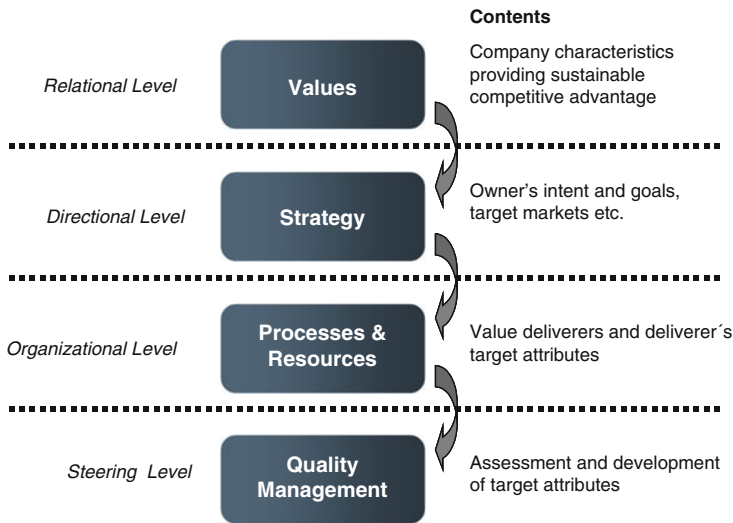 Contents
Relational Level
Values
Company characteristics
providing sustainable
competitive advantage
Directional Level
Strategy
Owner's intent and goals,
target markets etc.
Organizational Level
Processes &
Resources
Value deliverers and deliverer´s
target attributes
Steering Level
Quality
Management
Assessment and development
of target attributes